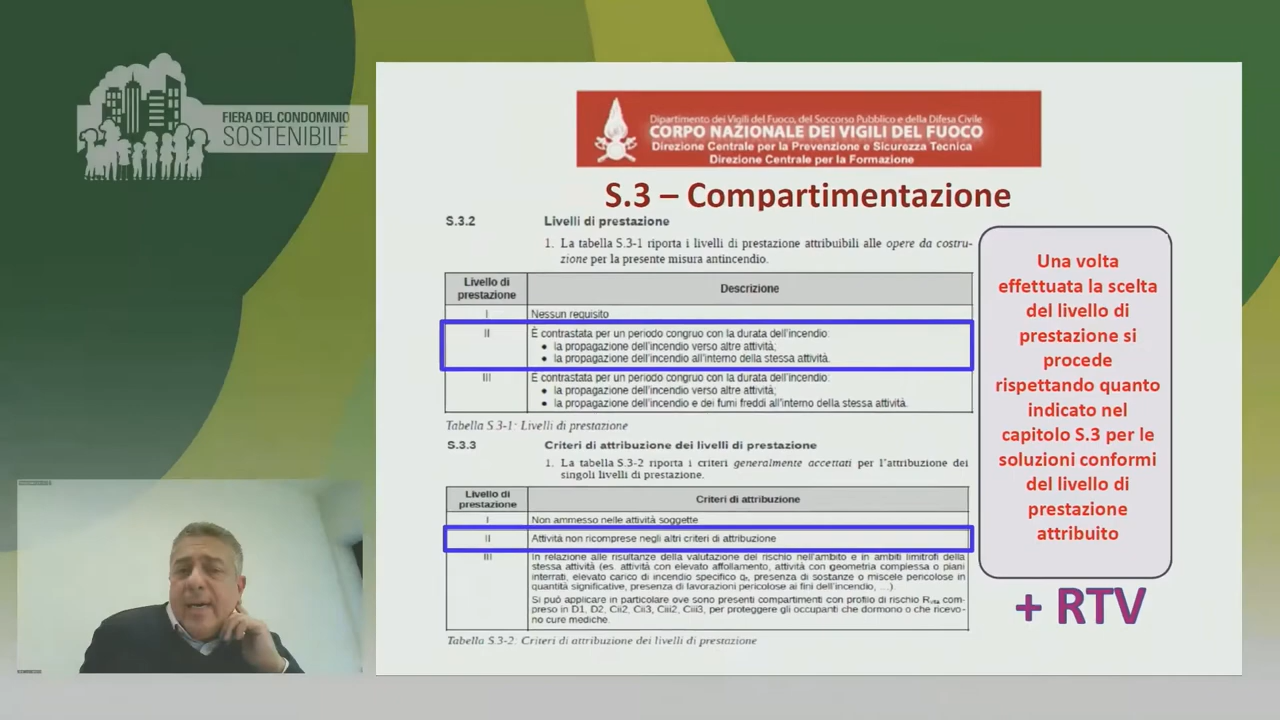 FIERA DEL CONDOMINIO
SOSTENIBILE
Dipartimento dei Vigili del Fuoco, del Soccorso Pubblico e della Difesa Civile
CORPO NAZIONALE DEI VIGILI DEL FUOCO
Direzione Centrale per la Prevenzione e Sicurezza Tecnica
Direzione Centrale per la Formazione
S.3 – Compartimentazione
S.3.2 Livelli di prestazione
1. La tabella S.3-1 riporta i livelli di prestazione attribuibili alle opere da costru-
zione per la presente misura antincendio.
Livello di
prestazione
Descrizione
I Nessun requisito
II È contrastata per un periodo congruo con la durata dell'incendio:
• la propagazione dell'incendio verso altre attività;
• la propagazione dell'incendio all'interno della stessa attività.
III È contrastata per un periodo congruo con la durata dell'incendio:
• la propagazione dell'incendio verso altre attività;
• la propagazione dell'incendio e dei fumi freddi all'interno della stessa attività.
Tabella S.3-1: Livelli di prestazione
S.3.3 Criteri di attribuzione dei livelli di prestazione
1. La tabella S.3-2 riporta i criteri generalmente accettati per l'attribuzione dei
singoli livelli di prestazione.
Livello di
prestazione
Criteri di attribuzione
I Non ammesso nelle attività soggette
II Attività non ricomprese negli altri criteri di attribuzione
III In relazione alle risultanze della valutazione del rischio nell'ambito e in ambiti limitrofi della
stessa attività (es. attività con elevato affollamento, attività con geometria complessa o piani
interrati, elevato carico di incendio specifico qf, presenza di sostanze o miscele pericolose in
quantità significative, presenza di lavorazioni pericolose ai fini dell'incendio, ...)
Si può applicare in particolare ove sono presenti compartimenti con profilo di rischio Rvita com-
preso in D1, D2, Cii2, Cii3, Ciii2, Ciii3, per proteggere gli occupanti che dormono o che ricevo-
no cure mediche.
Tabella S.3-2: Criteri di attribuzione dei livelli di prestazione
Una volta
effettuata la scelta
del livello di
prestazione si
procede
rispettando quanto
indicato nel
capitolo S.3 per le
soluzioni conformi
del livello di
prestazione
attribuito
+ RTV